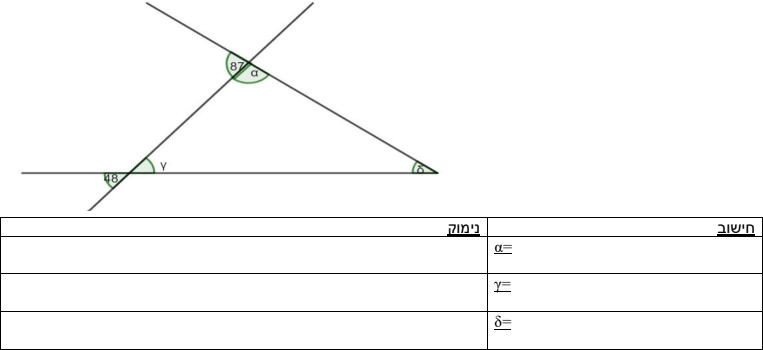 87
α
γ
48
δ
חישוב נימוק
α=
γ=
δ=